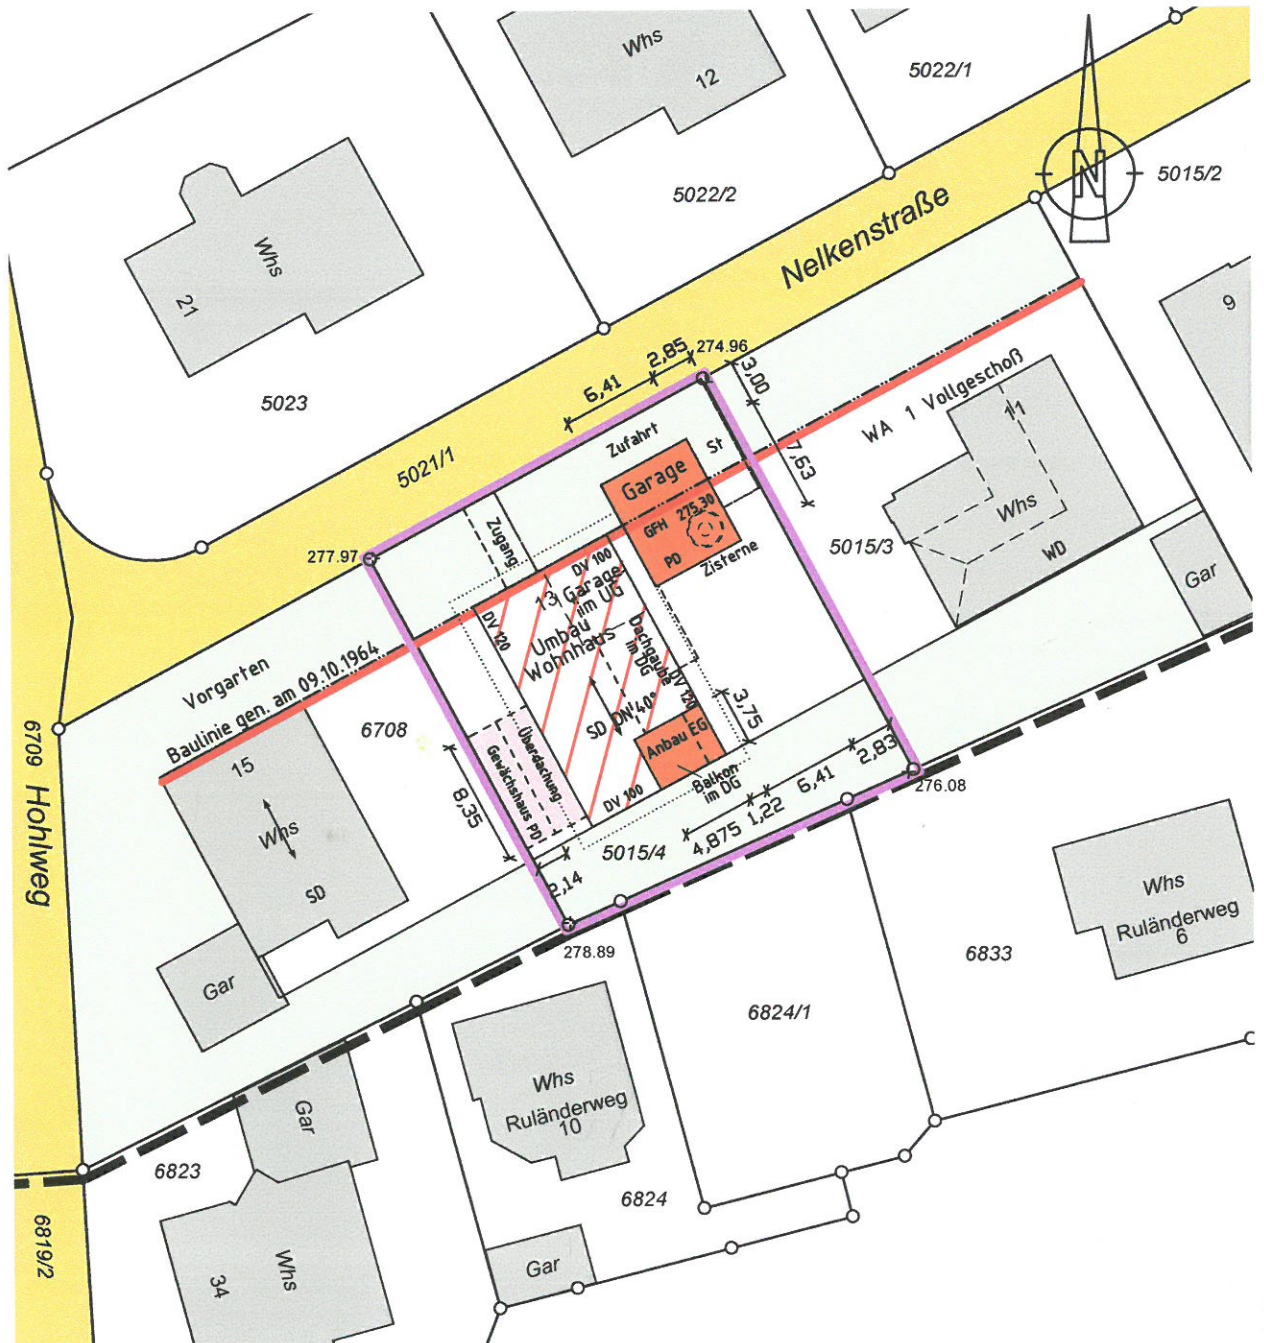 Whs
12
5022/1
5022/2
N
5015/2
Nelkenstraße
Whs
21
9
5023
2,85
274.96
6,41
3,00
Zufahrt
St
WA 1 Vollgeschoß
11
5021/1
Garage
7,63
GFH 275,30
PD
Zisterne
Whs
5015/3
WD
Gar
277.97
Zugang
DV 100
13
Garage
im UG
Umbau
Wohnhaus
DV 120
Dachgaube
im DG
DV 120
Vorgarten
Baulinie gen. am 09.10.1964
6708
SD DN 40°
3,75
Anbau EG
Balkon
im DG
Überdachung
Gewächshaus PD
DV 100
6709 Hohlweg
15
Whs
SD
8,35
2,83
6,41
1,22
4,875
276.08
5015/4
2,14
278.89
Gar
Whs
Ruländerweg
6
6833
6824/1
Whs
Ruländerweg
10
Gar
6823
6824
6819/2
34
Whs
Gar